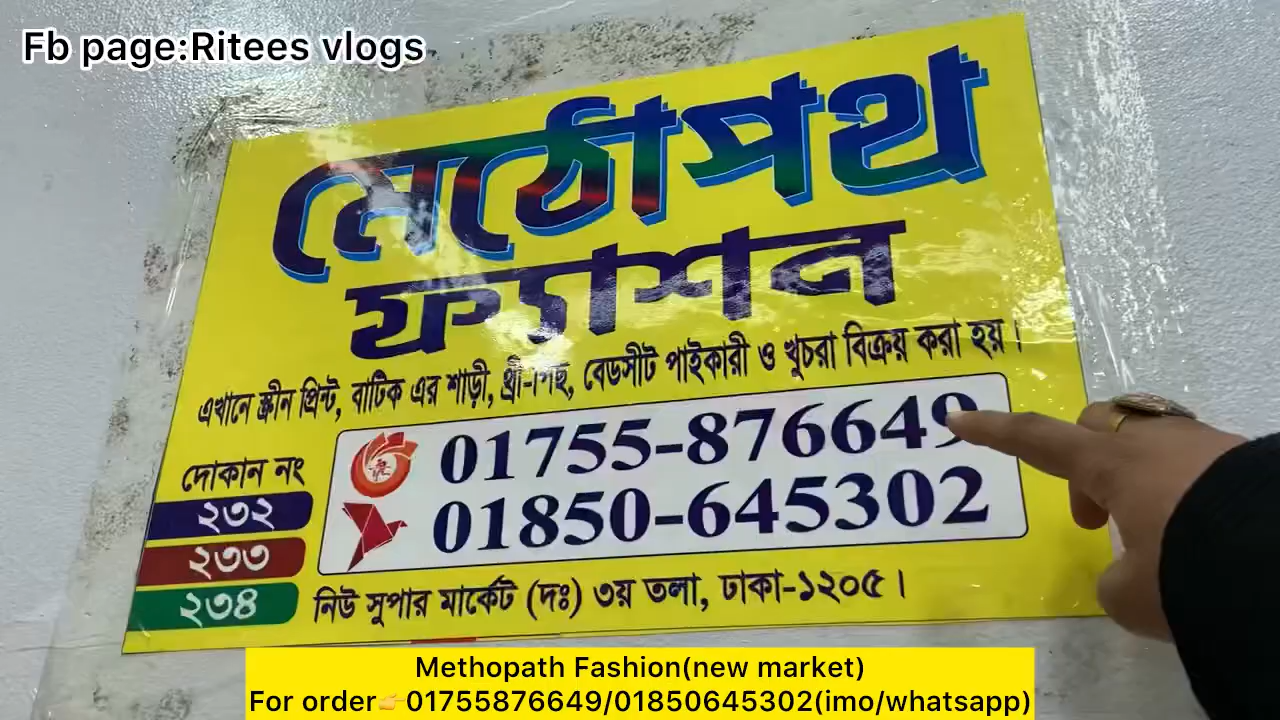 Fb page:Ritees vlogs
মেঠোপথ
ফ্যাশন
এখানে স্ক্রীন প্রিন্ট, বাটিক এর শাড়ী, থ্রী-পিছ, বেডসীট পাইকারী ও খুচরা বিক্রয় করা হয়।
01755-876649
01850-645302
দোকান নং
২৩২
২৩৩
২৩৪
নিউ সুপার মার্কেট (দঃ) ৩য় তলা, ঢাকা-১২০৫।
Methopath Fashion(new market)
For order👉01755876649/01850645302(imo/whatsapp)